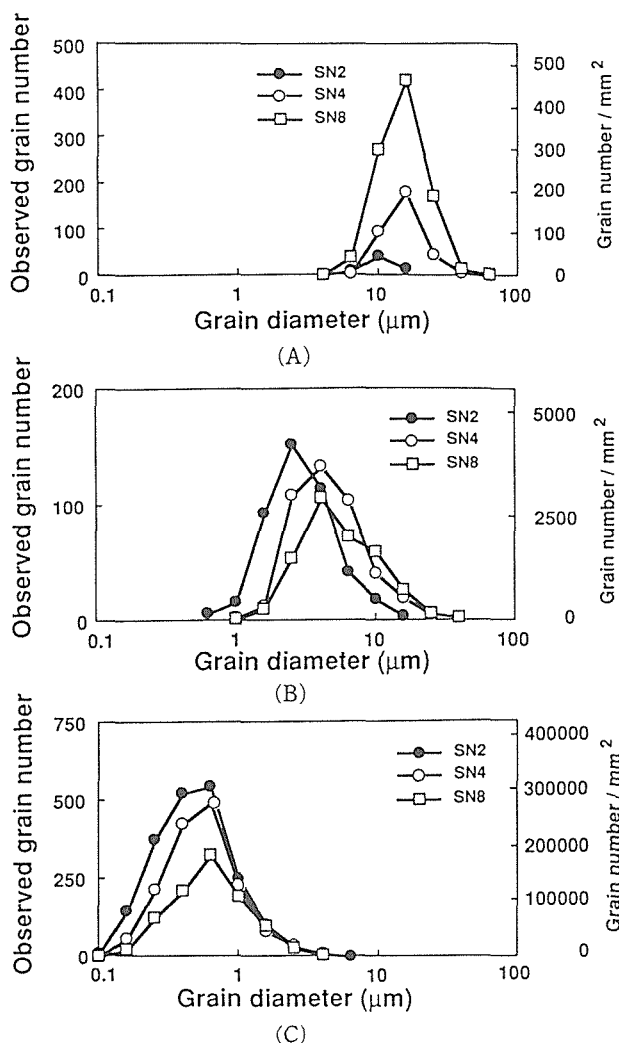 500
400
300
200
100
0
Observed grain number
500
400
300
200
100
0
Grain number / mm²
SN2
SN4
SN8
0.1 1 10 100
Grain diameter (μm)
(A)
200
100
0
Observed grain number
5000
2500
0
Grain number / mm²
SN2
SN4
SN8
0.1 1 10 100
Grain diameter (μm)
(B)
750
500
250
0
Observed grain number
400000
300000
200000
100000
0
Grain number / mm²
SN2
SN4
SN8
0.1 1 10 100
Grain diameter (μm)
(C)